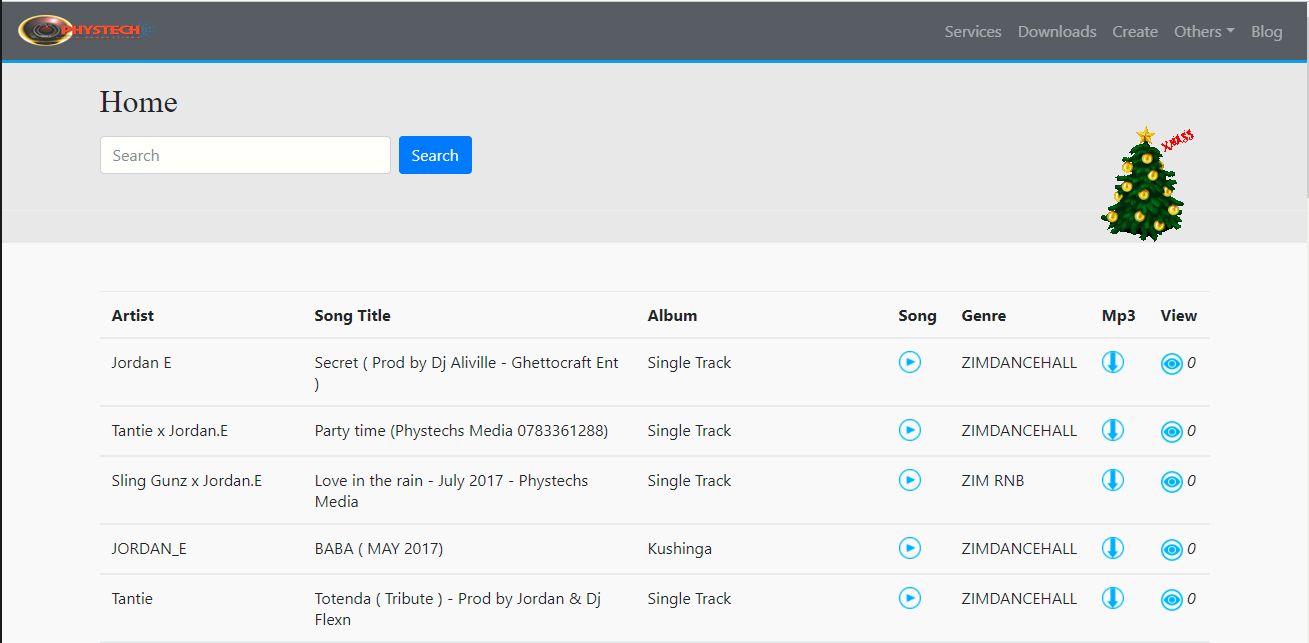 PHYSTECH
Services Downloads Create Others Blog
Home
Search Search
XMASS
Artist Song Title Album Song Genre Mp3 View
Jordan E Secret ( Prod by Dj Aliville - Ghettocraft Ent Single Track ZIMDANCEHALL 0
)
Tantie x Jordan.E Party time (Phystechs Media 0783361288) Single Track ZIMDANCEHALL 0
Sling Gunz x Jordan.E Love in the rain - July 2017 - Phystechs Single Track ZIM RNB 0
Media
JORDAN_E BABA ( MAY 2017) Kushinga ZIMDANCEHALL 0
Tantie Totenda ( Tribute ) - Prod by Jordan & Dj Single Track ZIMDANCEHALL 0
Flexn